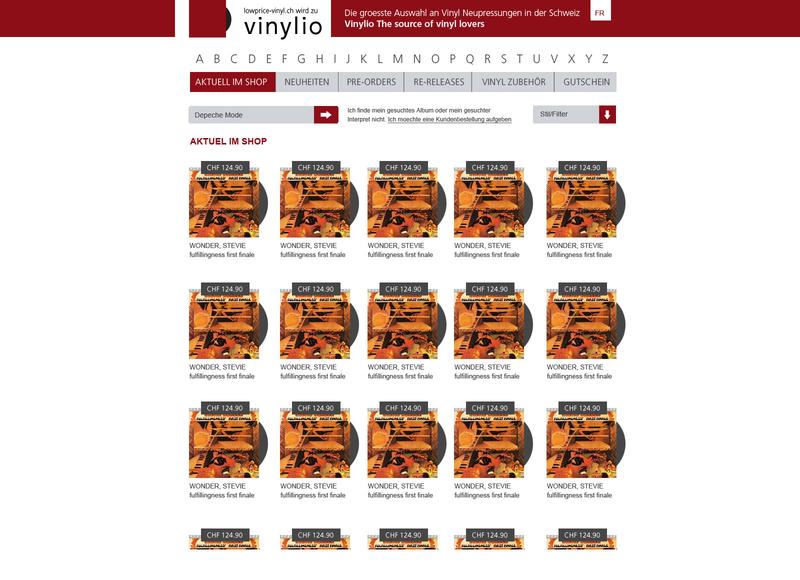 lowprice-vinyl.ch wird zu
vinylio
Die groesste Auswahl an Vinyl Neupressungen in der Schweiz
Vinylio The source of vinyl lovers
FR
A B C D E F G H I J K L M N O P Q R S T U V X Y Z
AKTUELL IM SHOP NEUHEITEN PRE-ORDERS RE-RELEASES VINYL ZUBEHÖR GUTSCHEIN
Depeche Mode
Ich finde mein gesuchtes Album oder mein gesuchter
Interpret nicht. Ich moechte eine Kundenbestellung aufgeben
Stil/Filter
AKTUEL IM SHOP
CHF 124.90 CHF 124.90 CHF 124.90 CHF 124.90 CHF 124.90
WONDER, STEVIE WONDER, STEVIE WONDER, STEVIE WONDER, STEVIE WONDER, STEVIE
fulfillingness first finale fulfillingness first finale fulfillingness first finale fulfillingness first finale fulfillingness first finale
CHF 124.90 CHF 124.90 CHF 124.90 CHF 124.90 CHF 124.90
WONDER, STEVIE WONDER, STEVIE WONDER, STEVIE WONDER, STEVIE WONDER, STEVIE
fulfillingness first finale fulfillingness first finale fulfillingness first finale fulfillingness first finale fulfillingness first finale
CHF 124.90 CHF 124.90 CHF 124.90 CHF 124.90 CHF 124.90
WONDER, STEVIE WONDER, STEVIE WONDER, STEVIE WONDER, STEVIE WONDER, STEVIE
fulfillingness first finale fulfillingness first finale fulfillingness first finale fulfillingness first finale fulfillingness first finale
CHF 124.90 CHF 124.90 CHF 124.90 CHF 124.90 CHF 124.90